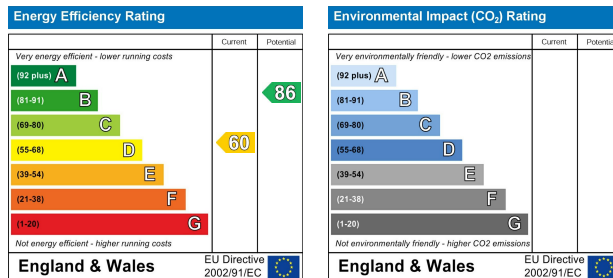 Energy Efficiency Rating
Current Potential
Very energy efficient - lower running costs
(92 plus) A
(81-91) B
(69-80) C
(55-68) D
(39-54) E
(21-38) F
(1-20) G
86
60
Not energy efficient - higher running costs
England & Wales
EU Directive
2002/91/EC
Environmental Impact (CO₂) Rating
Current Potential
Very environmentally friendly - lower CO2 emissions
(92 plus) A
(81-91) B
(69-80) C
(55-68) D
(39-54) E
(21-38) F
(1-20) G
Not environmentally friendly - higher CO2 emissions
England & Wales
EU Directive
2002/91/EC